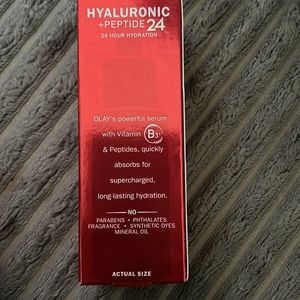 HYALURONIC
+PEPTIDE 24
24 HOUR HYDRATION
OLAY's powerful serum,
with Vitamin B3+
& Peptides, quickly
absorbs for
supercharged,
long-lasting hydration.
NO
PARABENS • PHTHALATES
FRAGRANCE • SYNTHETIC DYES
MINERAL OIL
ACTUAL SIZE